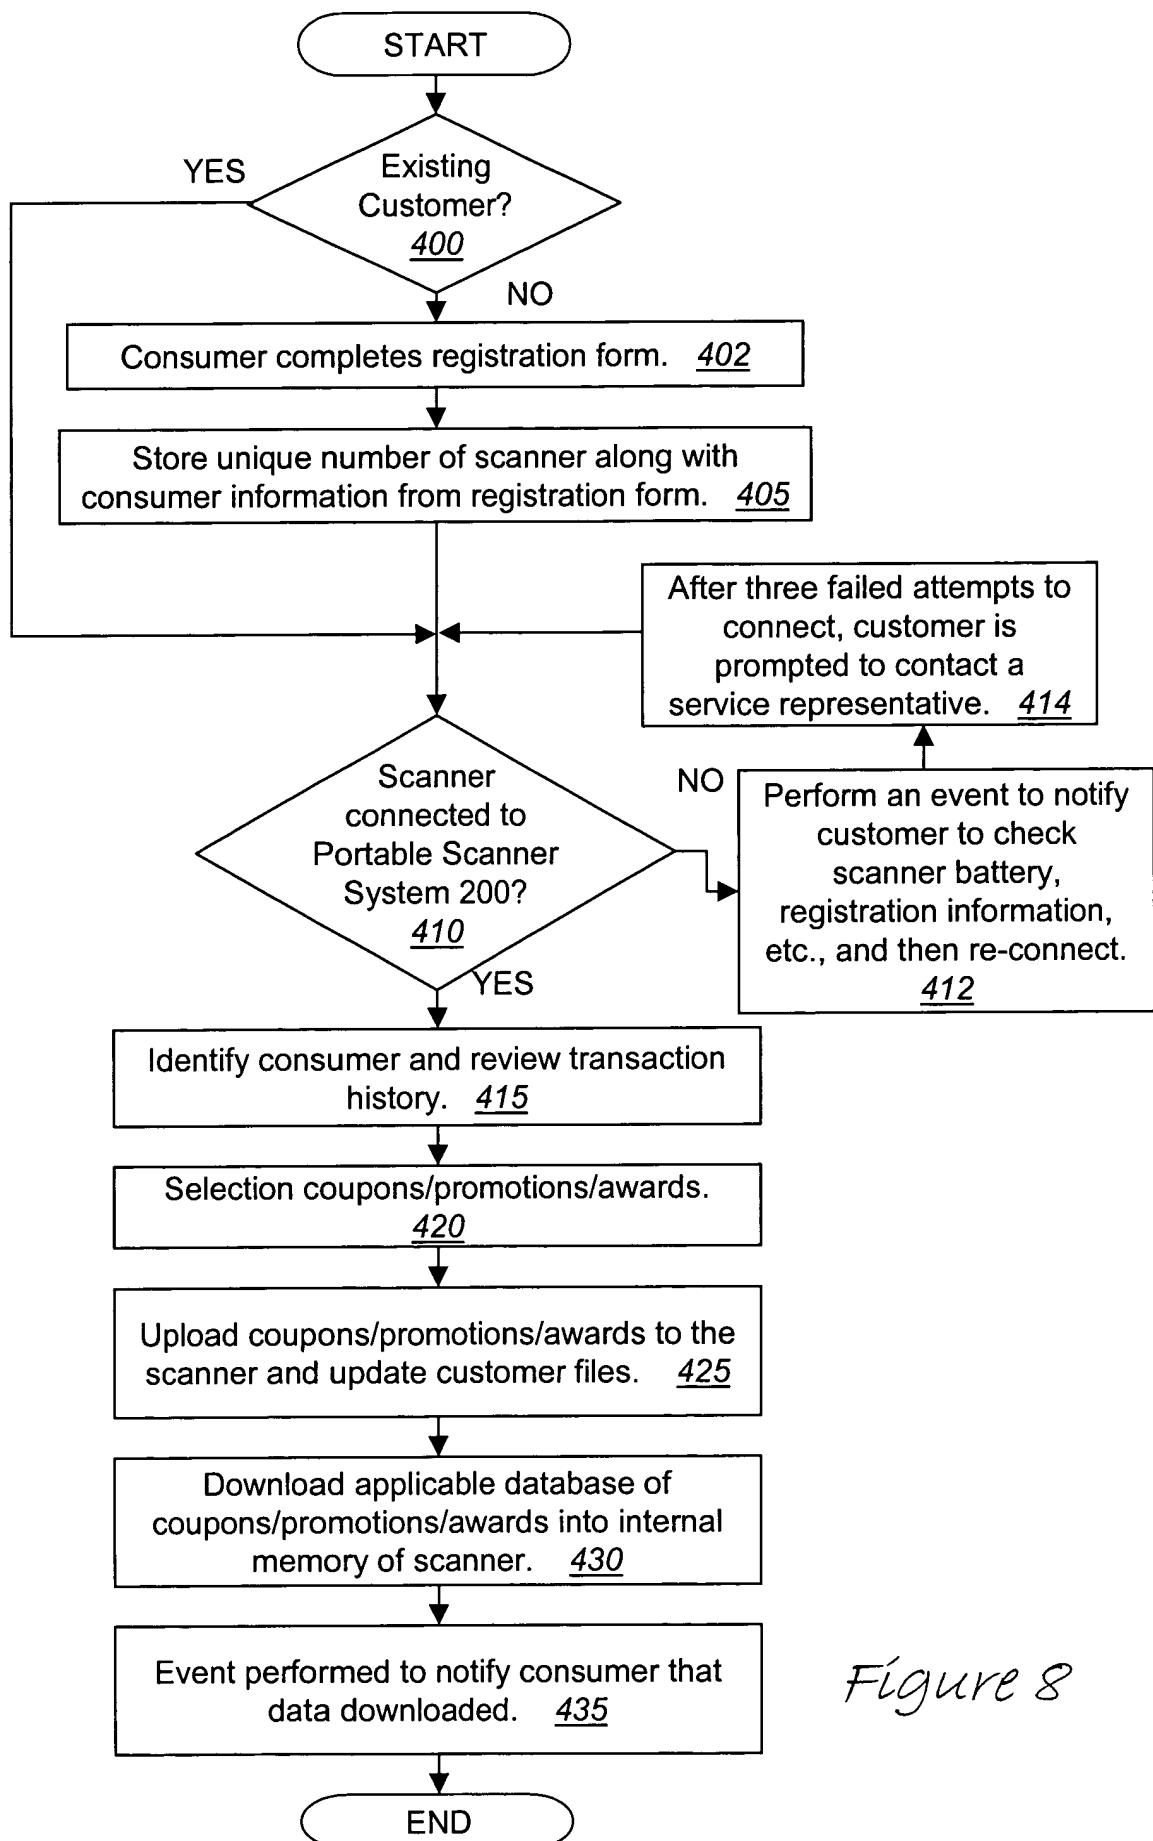 START
YES
Existing
Customer?
400
NO
Consumer completes registration form. 402
Store unique number of scanner along with
consumer information from registration form. 405
After three failed attempts to
connect, customer is
prompted to contact a
service representative. 414
Scanner
connected to
Portable Scanner
System 200?
410
NO
Perform an event to notify
customer to check
scanner battery,
registration information,
etc., and then re-connect.
412
YES
Identify consumer and review transaction
history. 415
Selection coupons/promotions/awards.
420
Upload coupons/promotions/awards to the
scanner and update customer files. 425
Download applicable database of
coupons/promotions/awards into internal
memory of scanner. 430
Event performed to notify consumer that
data downloaded. 435
Figure 8
END